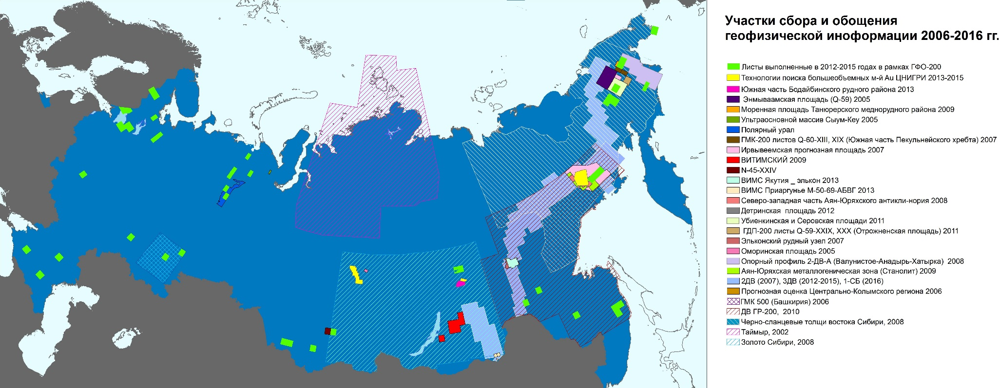 Участки сбора и обощения
геофизической иноформации 2006-2016 гг.
Листы выполненные в 2012-2015 годах в рамках ГФО-200
Технологии поиска большеобъемных м-й Au ЦНИГРИ 2013-2015
Южная часть Бодайбинского рудного района 2013
Энмываамская площадь (Q-59) 2005
Моренная площадь Танюрерского меднорудного района 2009
Ультраосновной массив Сыум-Кеу 2005
Полярный урал
ГМК-200 листов Q-60-XIII, XIX (Южная часть Пекульнейского хребта) 2007
Ирвывеемская прогнозная площадь 2007
ВИТИМСКИЙ 2009
N-45-XXIV
ВИМС Якутия _ элькон 2013
ВИМС Приаргунье М-50-69-АБВГ 2013
Северо-западная часть Аян-Юряхского антикли-нория 2008
Детринская площадь 2012
Убиенкинская и Серовская площади 2011
ГДП-200 листы Q-59-XXIX, XXX (Отрожненская площадь) 2011
Эльконский рудный узел 2007
Оморинская площадь 2005
Опорный профиль 2-ДВ-А (Валунистое-Анадырь-Хатырка) 2008
Аян-Юряхская металлогеническая зона (Станолит) 2009
2ДВ (2007), 3ДВ (2012-2015), 1-СБ (2016)
Прогнозная оценка Центрально-Колымского региона 2006
ГМК 500 (Башкирия) 2006
ДВ ГР-200, 2010
Черно-сланцевые толщи востока Сибири, 2008
Таймыр, 2002
Золото Сибири, 2008